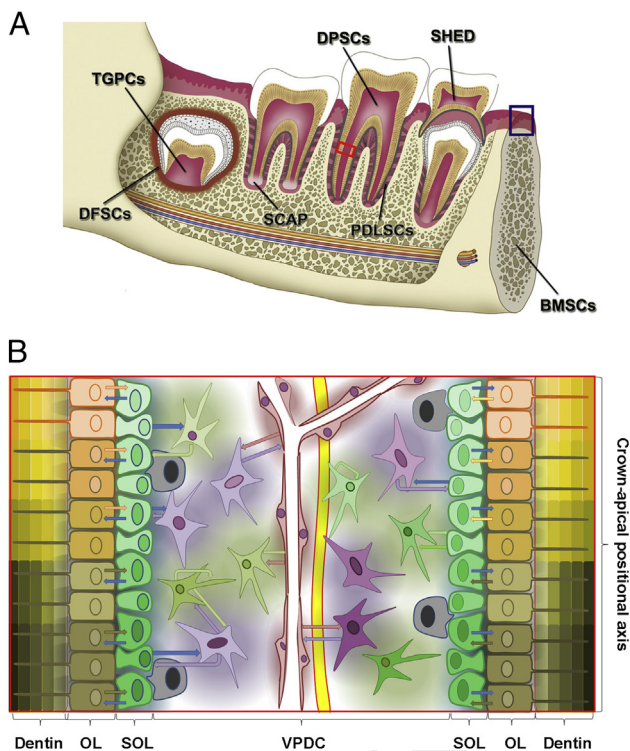 A
DPSCs
SHED
TGPCs
DFSCs
SCAP
PDLSCs
BMSCs
B
Crown-apical positional axis
Dentin
OL
SOL
VPDC
SOL
OL
Dentin